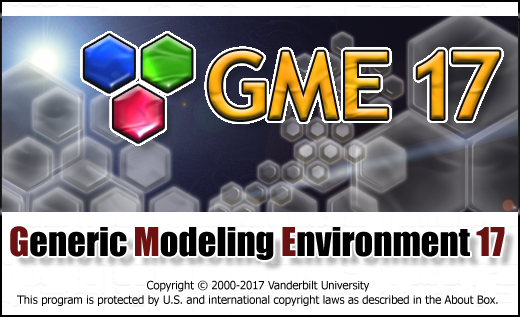 GME 17
Generic Modeling Environment 17
Copyright © 2000-2017 Vanderbilt University
This program is protected by U.S. and international copyright laws as described in the About Box.